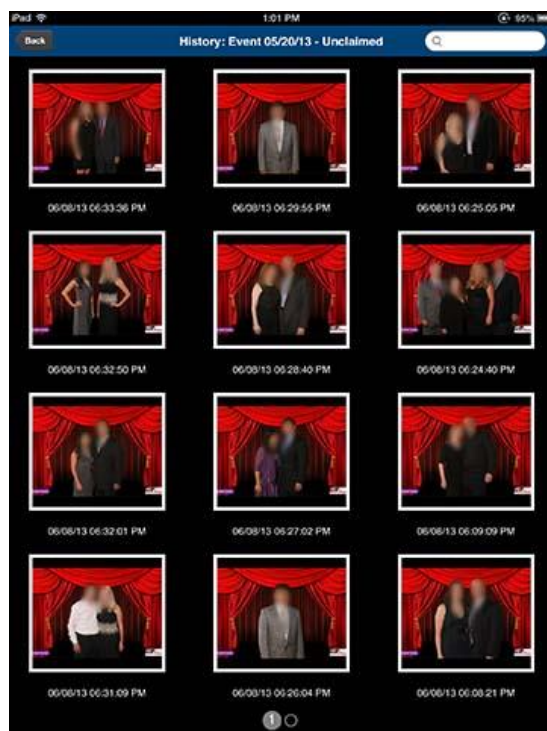 iPad 1:01 PM 95%
Back History: Event 05/20/13 - Unclaimed
06/08/13 06:33:36 PM 06/08/13 06:29:55 PM 06/08/13 06:25:05 PM
06/08/13 06:32:50 PM 06/08/13 06:28:40 PM 06/08/13 06:24:40 PM
06/08/13 06:32:01 PM 06/08/13 06:27:02 PM 06/08/13 06:09:09 PM
06/08/13 06:31:09 PM 06/08/13 06:26:04 PM 06/08/13 06:08:21 PM
1